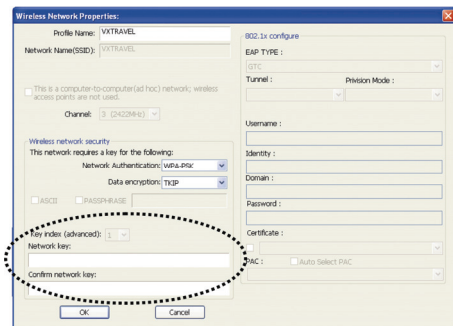 Wireless Network Properties:
Profile Name: VXTRAVEL
Network Name(SSID): VXTRAVEL
This is a computer-to-computer(ad hoc) network; wireless
access points are not used.
Channel: 3 (2422MHz)
Wireless network security
This network requires a key for the following:
Network Authentication: WPA-PSK
Data encryption: TKIP
ASCII PASSPHRASE
Key index (advanced): 1
Network key:
Confirm network key:
OK Cancel
802.1x configure
EAP TYPE :
GTC
Tunnel : Privision Mode :
Username :
Identity :
Domain :
Password :
Certificate :
PAC : Auto Select PAC